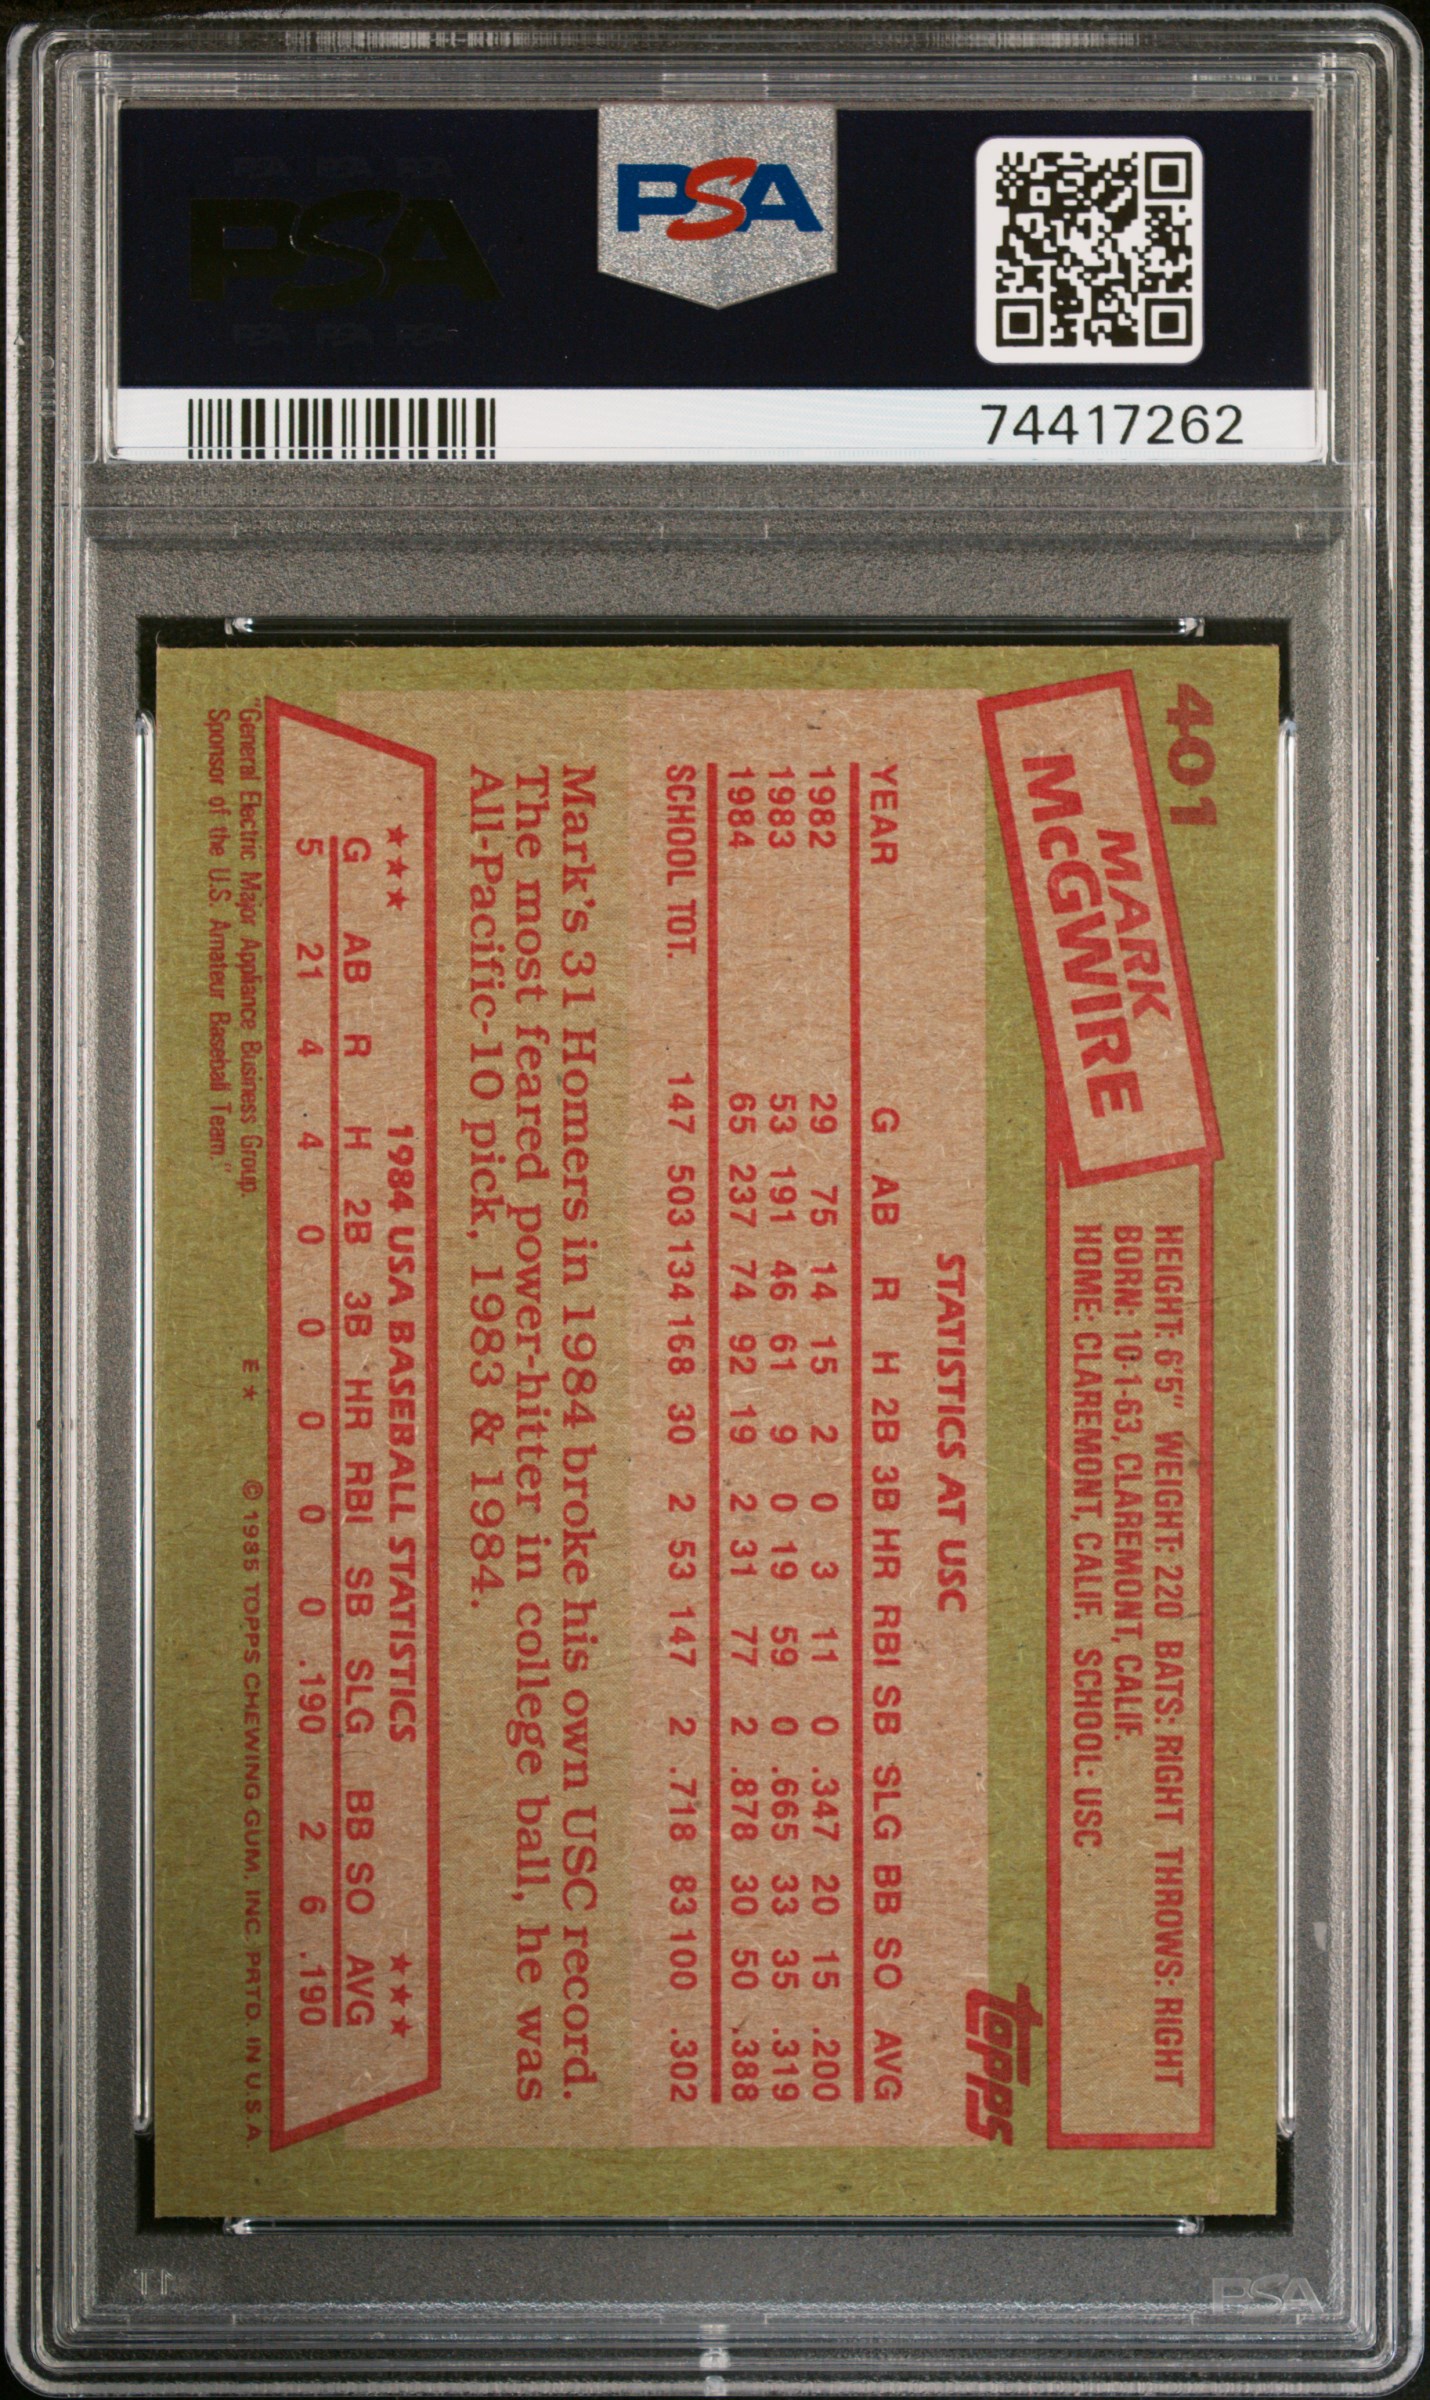 PSA PSA PSA
PSA
PSA PSA PSA
PSA
74417262
401
MARK
McGWIRE
HEIGHT: 6'5" WEIGHT: 220 BATS: RIGHT THROWS: RIGHT
BORN: 10-1-63, CLAREMONT, CALIF.
HOME: CLAREMONT, CALIF. SCHOOL: USC
topps
STATISTICS AT USC
YEAR G AB R H 2B 3B HR RBI SB SLG BB SO AVG
1982 29 75 14 15 2 0 3 11 0 .347 20 15 .200
1983 53 191 46 61 9 0 19 59 0 .665 33 35 .319
1984 65 237 74 92 19 2 31 77 2 .878 30 50 .388
SCHOOL TOT. 147 503 134 168 30 2 53 147 2 .718 83 100 .302
Mark's 31 Homers in 1984 broke his own USC record.
The most feared power-hitter in college ball, he was
All-Pacific-10 pick, 1983 & 1984.
★★★ 1984 USA BASEBALL STATISTICS ★★★
G AB R H 2B 3B HR RBI SB SLG BB SO AVG
5 21 4 4 0 0 0 0 0 .190 2 6 .190
"General Electric Major Appliance Business Group.
Sponsor of the U.S. Amateur Baseball Team."
E★ © 1985 TOPPS CHEWING GUM, INC. PRTD. IN U.S.A.
PSA